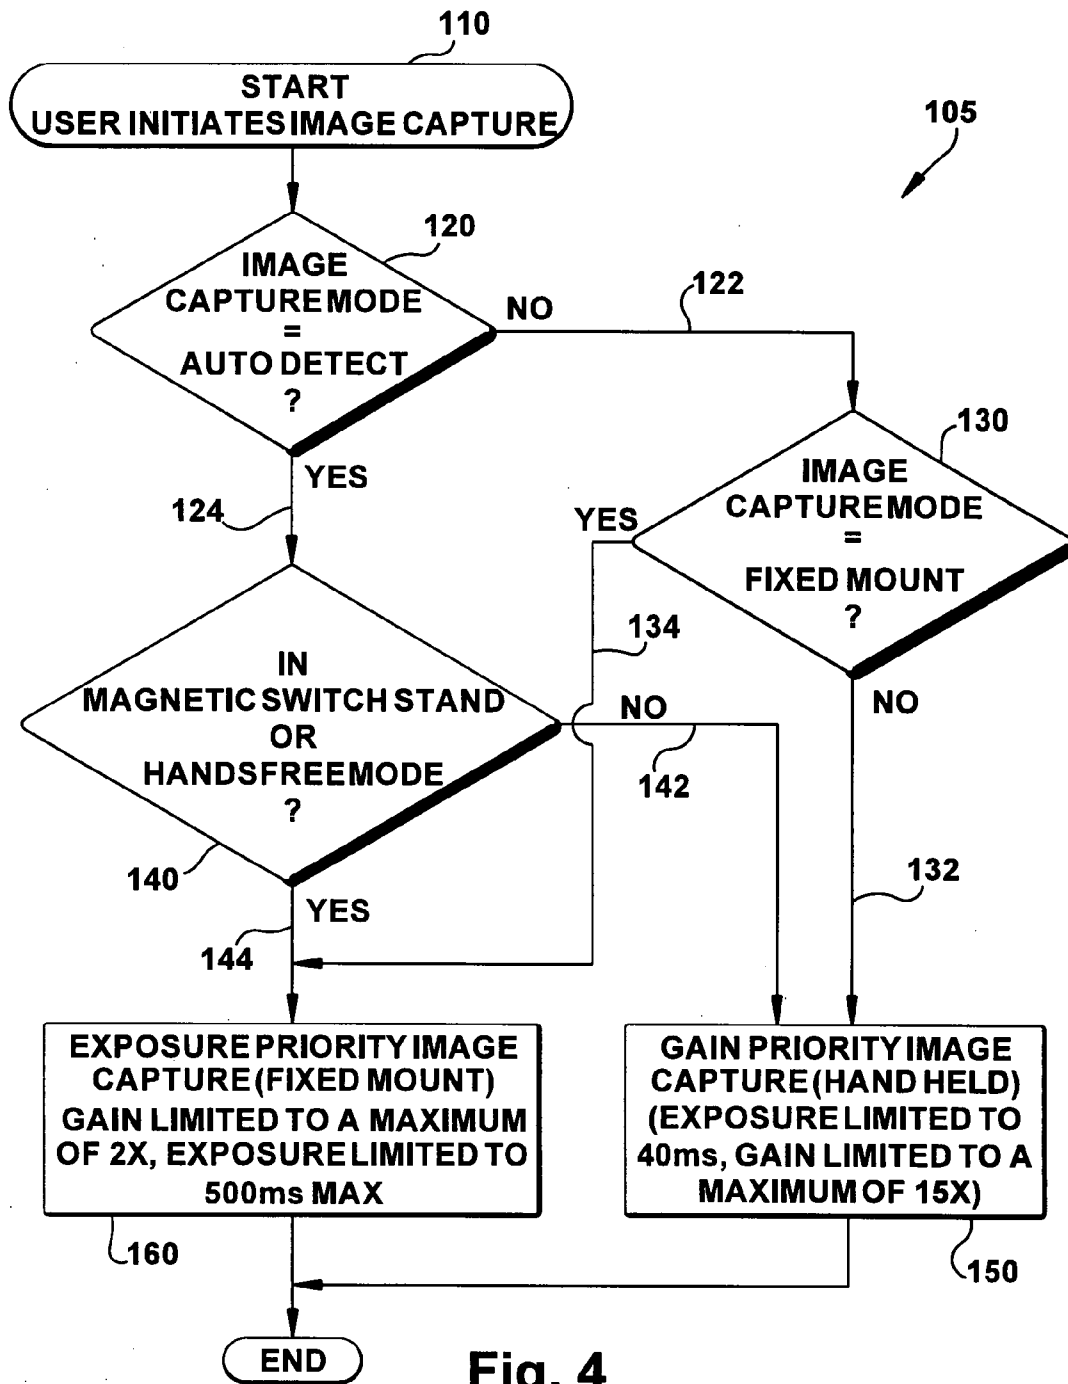 110
START
USER INITIATES IMAGE CAPTURE
105
120
IMAGE
CAPTURE MODE
=
AUTO DETECT
?
NO
122
YES
124
130
IMAGE
CAPTURE MODE
=
FIXED MOUNT
?
YES
134
NO
132
IN
MAGNETIC SWITCH STAND
OR
HANDS FREE MODE
?
NO
142
140
YES
144
EXPOSURE PRIORITY IMAGE
CAPTURE (FIXED MOUNT)
GAIN LIMITED TO A MAXIMUM
OF 2X, EXPOSURE LIMITED TO
500ms MAX
160
GAIN PRIORITY IMAGE
CAPTURE (HAND HELD)
(EXPOSURE LIMITED TO
40ms, GAIN LIMITED TO A
MAXIMUM OF 15X)
150
END
Fig. 4